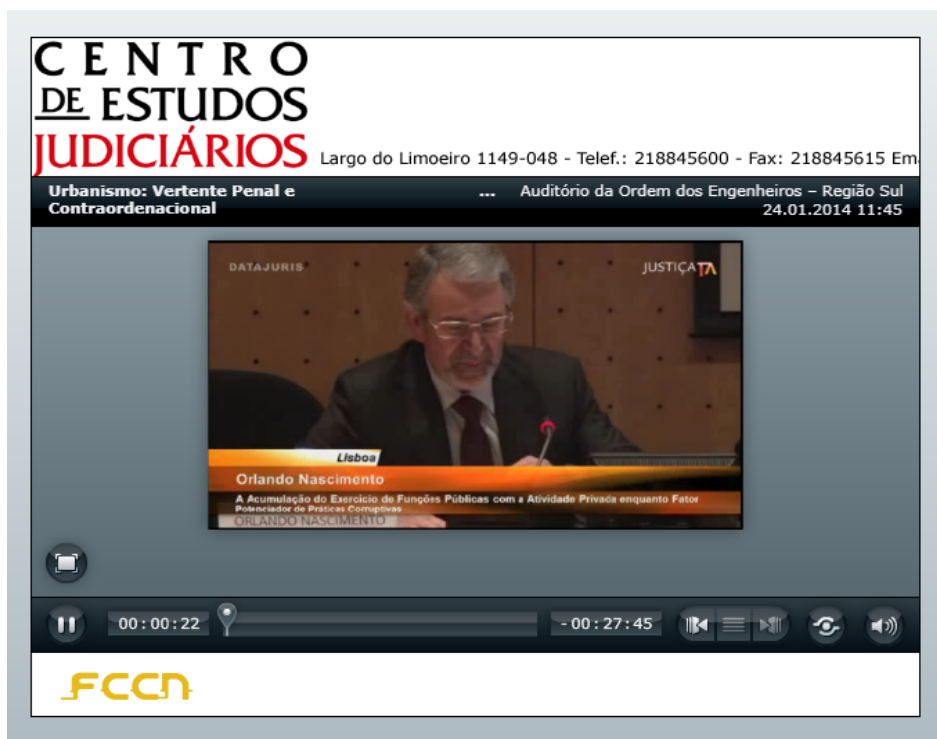 CENTRO
DE ESTUDOS
JUDICIÁRIOS
Largo do Limoeiro 1149-048 - Telef.: 218845600 - Fax: 218845615 Em
Urbanismo: Vertente Penal e
Contraordenacional
...
Auditório da Ordem dos Engenheiros – Região Sul
24.01.2014 11:45
DATAJURIS
JUSTIÇA TV
Lisboa
Orlando Nascimento
A Acumulação do Exercício de Funções Públicas com a Atividade Privada enquanto Fator
Potenciador de Práticas Corruptivas
ORLANDO NASCIMENTO
00:00:22
-00:27:45
FCCN